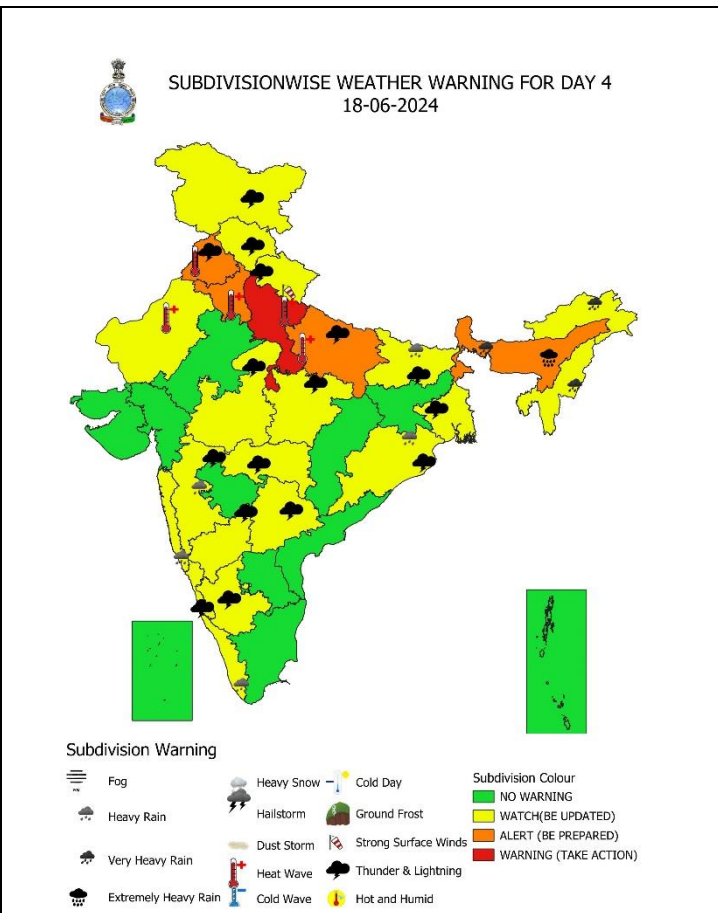 SUBDIVISIONWISE WEATHER WARNING FOR DAY 4
18-06-2024
Subdivision Warning
Fog
Heavy Rain
Very Heavy Rain
Extremely Heavy Rain
Heavy Snow
Hailstorm
Dust Storm
Heat Wave
Cold Wave
Cold Day
Ground Frost
Strong Surface Winds
Thunder & Lightning
Hot and Humid
Subdivision Colour
NO WARNING
WATCH(BE UPDATED)
ALERT (BE PREPARED)
WARNING (TAKE ACTION)